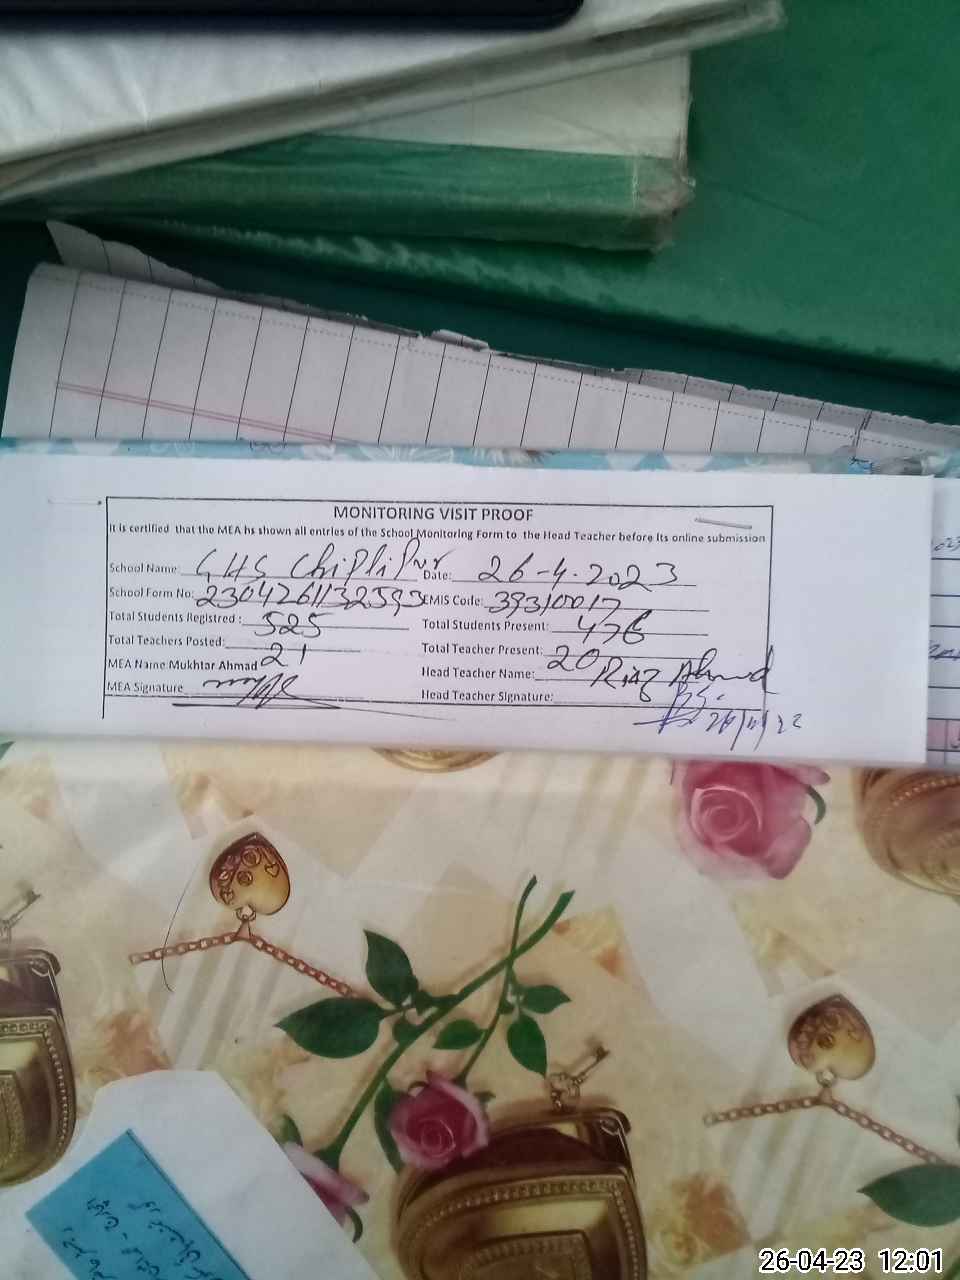 MONITORING VISIT PROOF
It is certified that the MEA hs shown all entries of the School Monitoring Form to the Head Teacher before Its online submission
School Name: GHS Chiplipur Date: 26-4-2023
School Form No: 2304261132593 EMIS Code: 39310017
Total Students Registred: 525 Total Students Present: 476
Total Teachers Posted: 21 Total Teacher Present: 20
MEA Name: Mukhtar Ahmad Head Teacher Name: Riaz Ahmad
MEA Signature Head Teacher Signature:
26-04-23 12:01